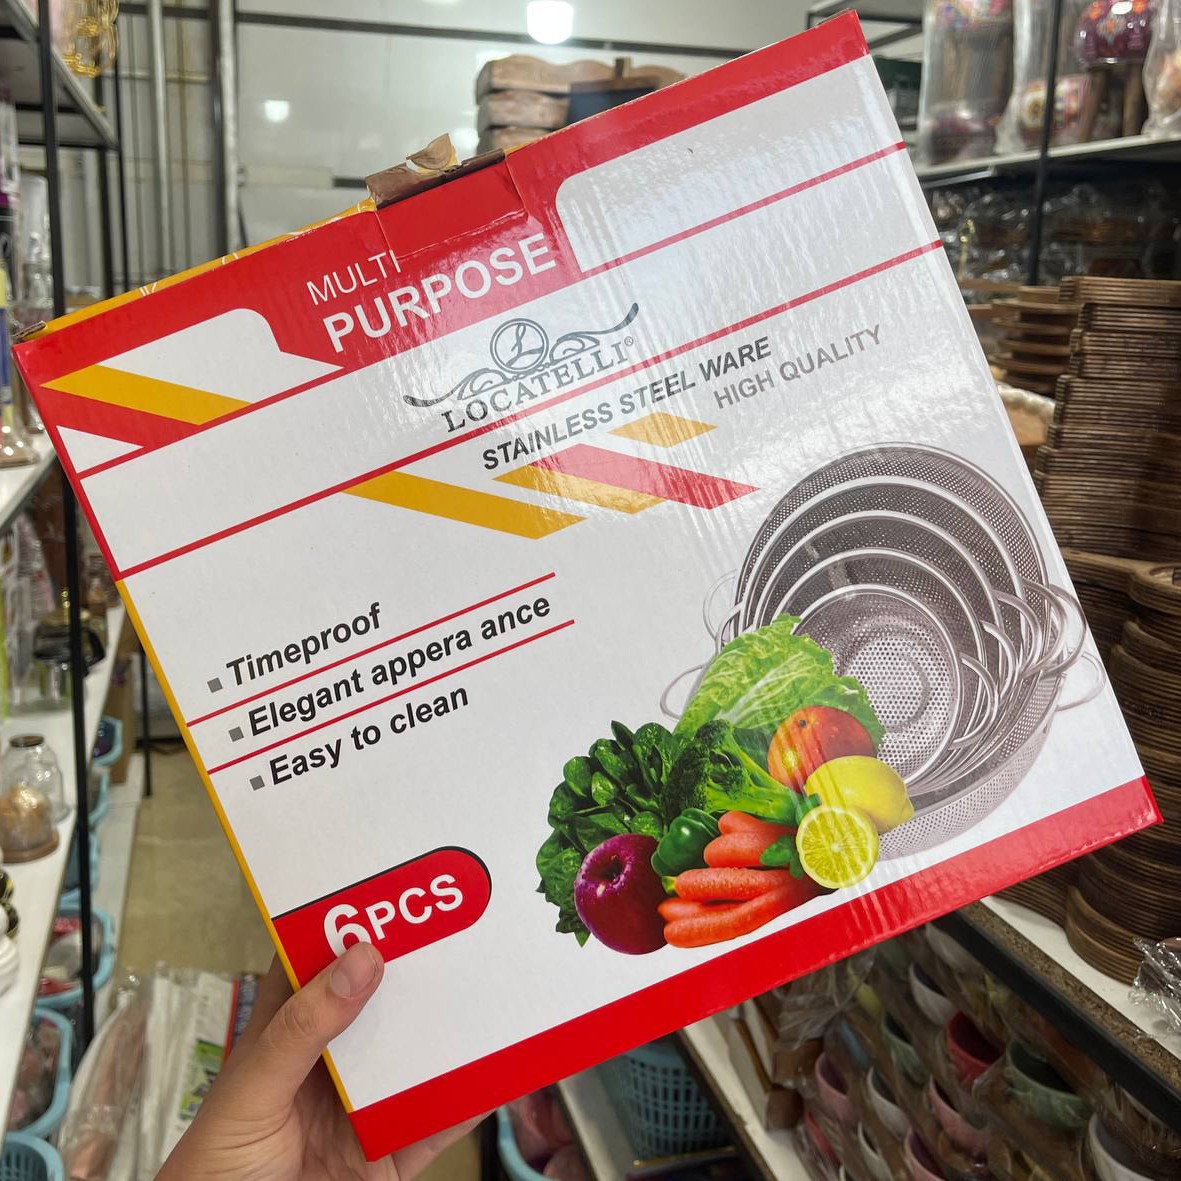 MULTI
PURPOSE
LOCATELLI®
STAINLESS STEEL WARE
HIGH QUALITY
Timeproof
Elegant appera ance
Easy to clean
6PCS